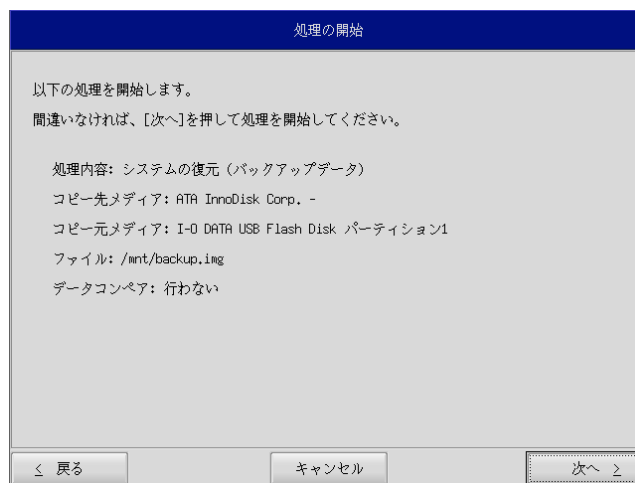 処理の開始
以下の処理を開始します。
間違いなければ、[次へ]を押して処理を開始してください。
処理内容: システムの復元 (バックアップデータ)
コピー先メディア: ATA InnoDisk Corp. -
コピー元メディア: I-O DATA USB Flash Disk パーティション1
ファイル: /mnt/backup.img
データコンペア: 行わない
< 戻る
キャンセル
次へ >